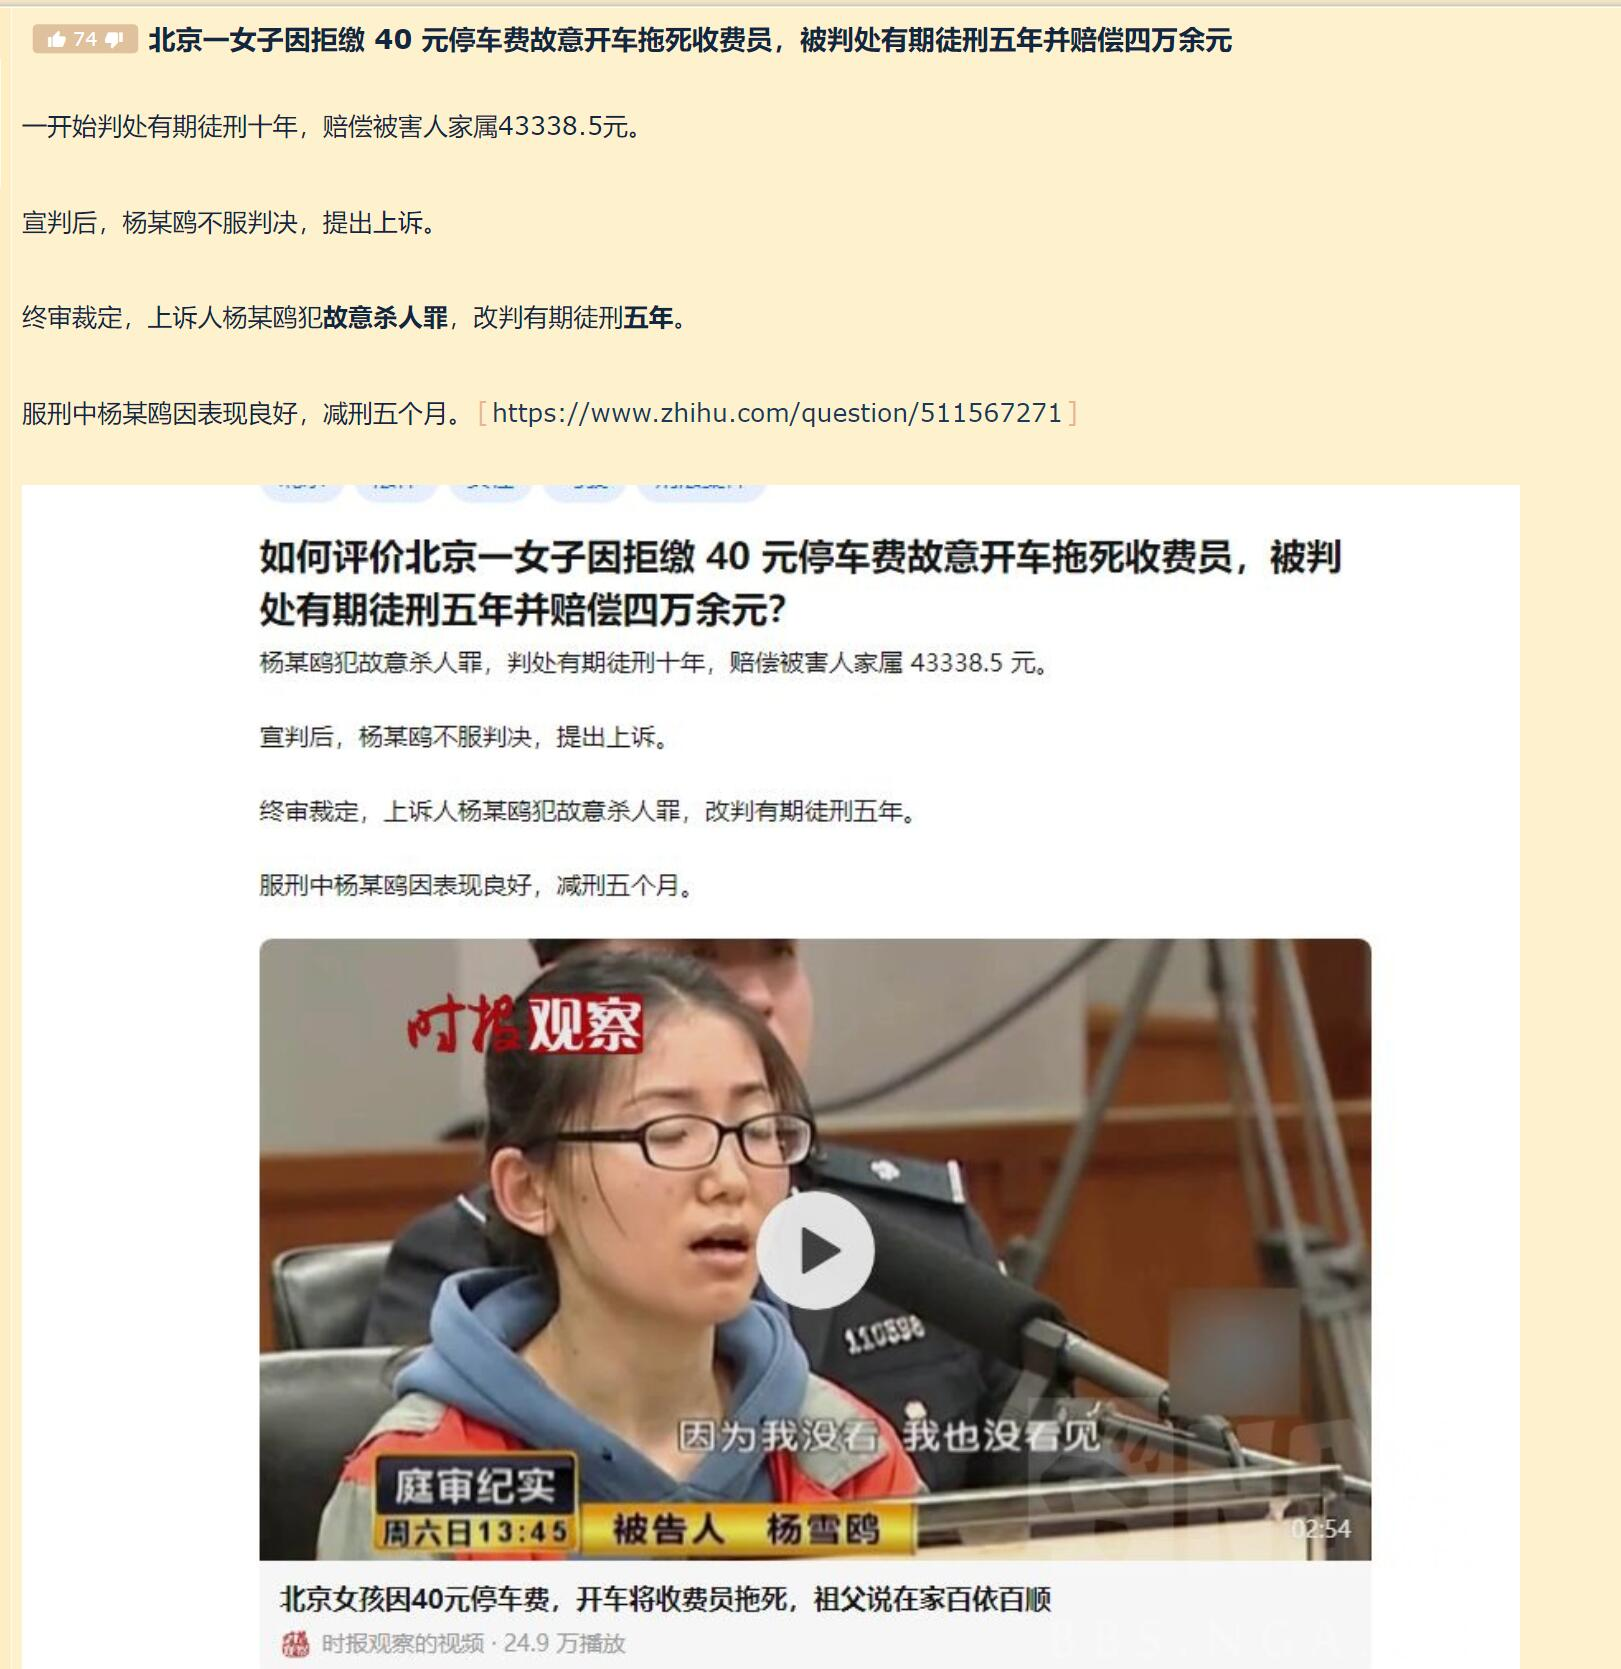 74 北京一女子因拒缴 40 元停车费故意开车拖死收费员，被判处有期徒刑五年并赔偿四万余元
一开始判处有期徒刑十年，赔偿被害人家属43338.5元。
宣判后，杨某鸥不服判决，提出上诉。
终审裁定，上诉人杨某鸥犯故意杀人罪，改判有期徒刑五年。
服刑中杨某鸥因表现良好，减刑五个月。 [https://www.zhihu.com/question/511567271]
如何评价北京一女子因拒缴 40 元停车费故意开车拖死收费员，被判
处有期徒刑五年并赔偿四万余元？
杨某鸥犯故意杀人罪，判处有期徒刑十年，赔偿被害人家属 43338.5 元。
宣判后，杨某鸥不服判决，提出上诉。
终审裁定，上诉人杨某鸥犯故意杀人罪，改判有期徒刑五年。
服刑中杨某鸥因表现良好，减刑五个月。
时报观察
110598
因为我没看 我也没看见
庭审纪实
周六日13:45
被告人 杨雪鸥
02:54
北京女孩因40元停车费，开车将收费员拖死，祖父说在家百依百顺
时报观察的视频 · 24.9 万播放
BBS.NGA